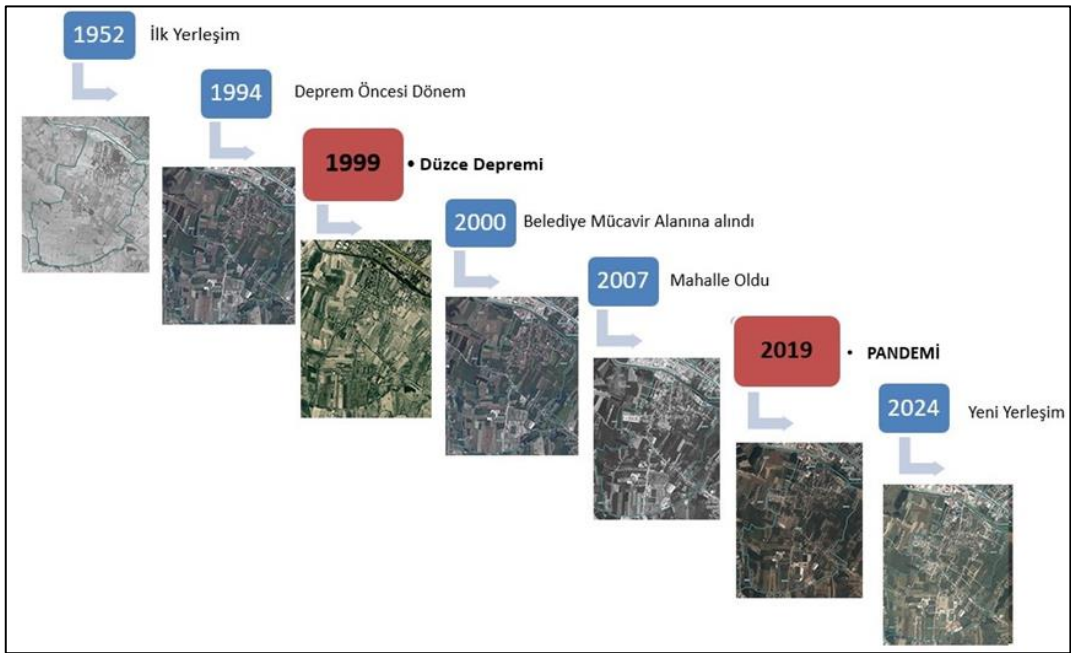 1952
İlk Yerleşim
1994
Deprem Öncesi Dönem
1999
• Düzce Depremi
2000
Belediye Mücavir Alanına alındı
2007
Mahalle Oldu
2019
• PANDEMİ
2024
Yeni Yerleşim